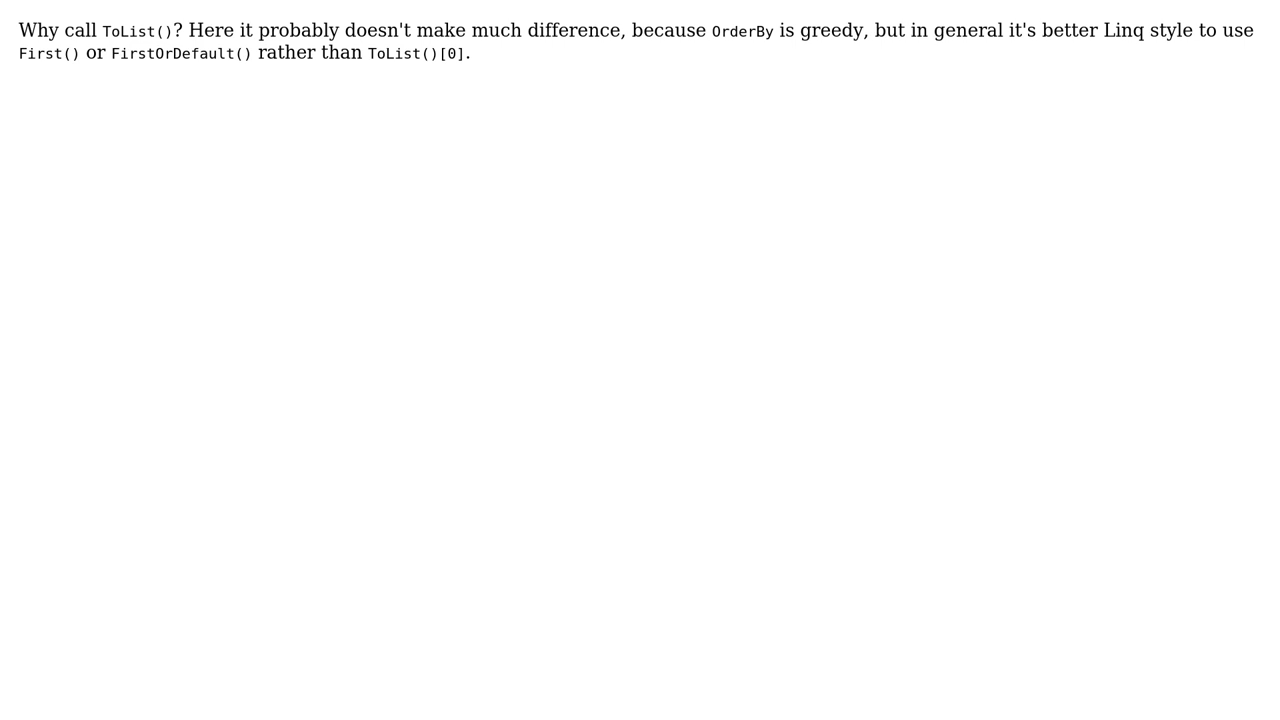 Why call ToList()? Here it probably doesn't make much difference, because OrderBy is greedy, but in general it's better Linq style to use
First() or FirstOrDefault() rather than ToList()[0].